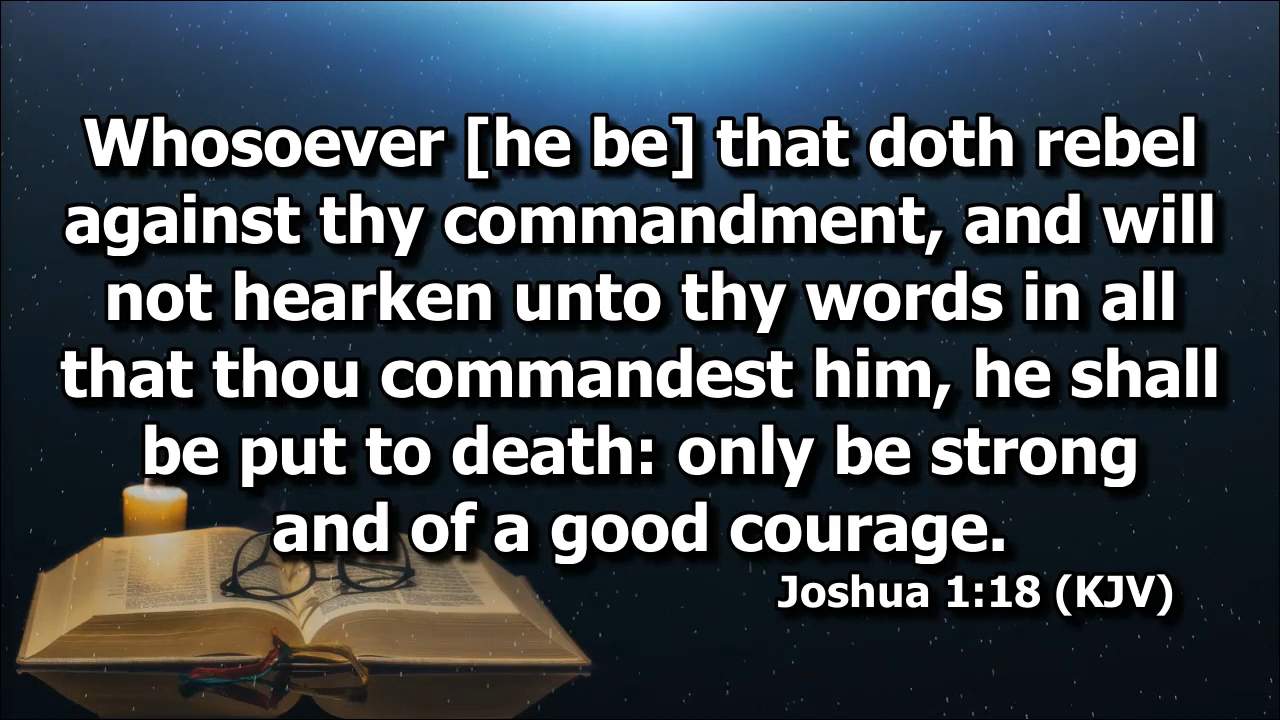 Whosoever [he be] that doth rebel
against thy commandment, and will
not hearken unto thy words in all
that thou commandest him, he shall
be put to death: only be strong
and of a good courage.
Joshua 1:18 (KJV)